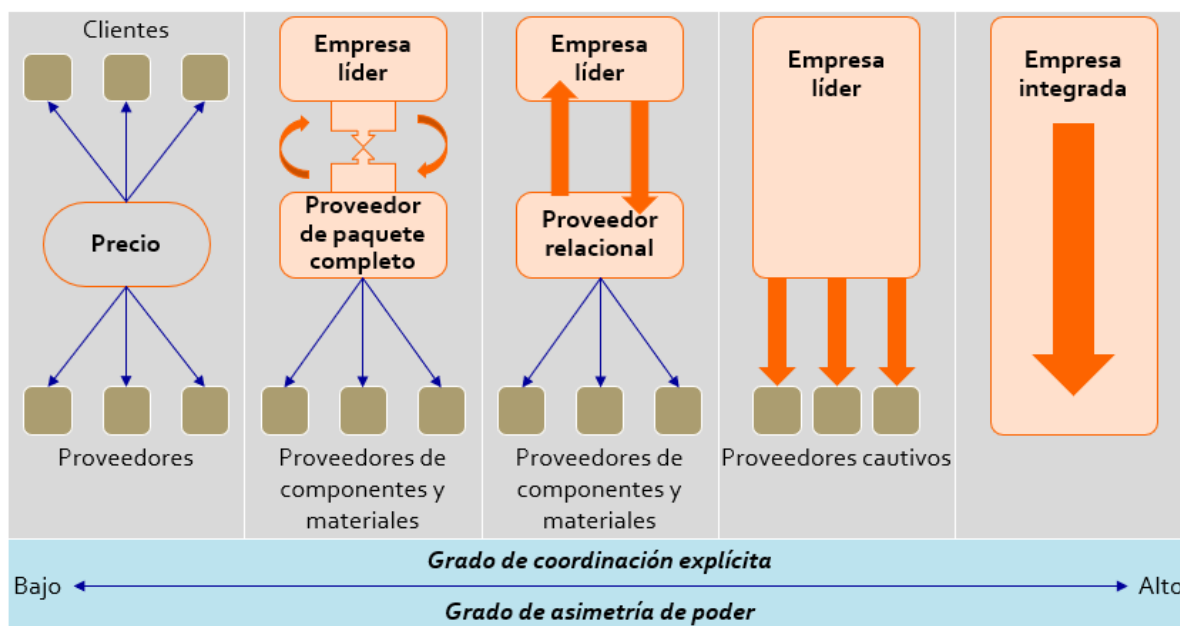 Clientes
Precio
Proveedores
Empresa
líder
Proveedor
de paquete
completo
Proveedores de
componentes y
materiales
Empresa
líder
Proveedor
relacional
Proveedores de
componentes y
materiales
Empresa
líder
Proveedores cautivos
Empresa
integrada
Grado de coordinación explícita
Bajo
Alto
Grado de asimetría de poder